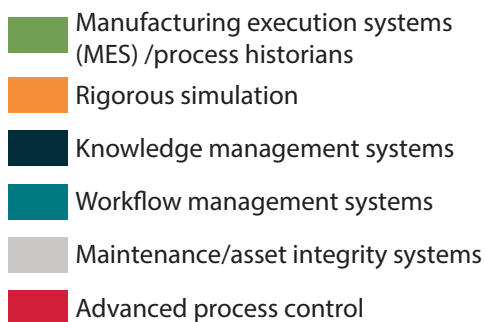 Manufacturing execution systems
(MES) /process historians
Rigorous simulation
Knowledge management systems
Workflow management systems
Maintenance/asset integrity systems
Advanced process control